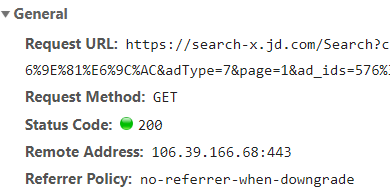 General
Request URL: https://search-x.jd.com/Search?c
6%9E%81%E6%9C%AC&adType=7&page=1&ad_ids=576%
Request Method: GET
Status Code: 200
Remote Address: 106.39.166.68:443
Referrer Policy: no-referrer-when-downgrade